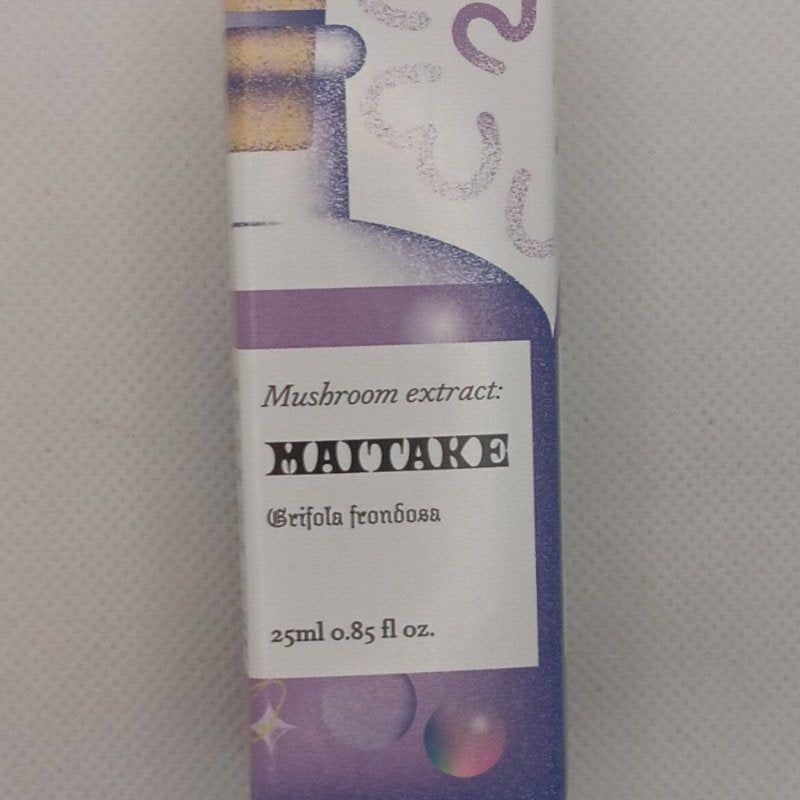 Mushroom extract:
MAITAKE
Grifola frondosa
25ml 0.85 fl oz.